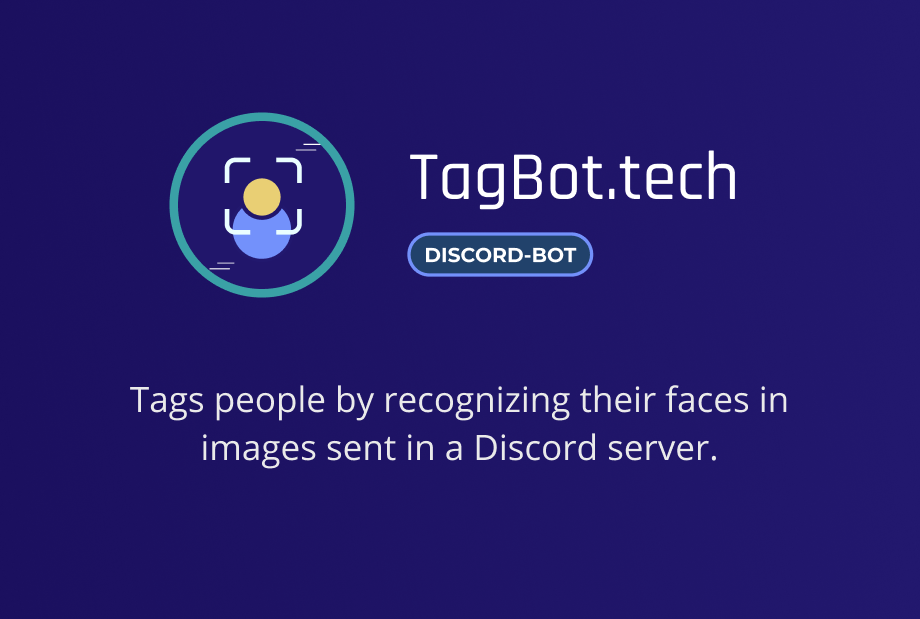 TagBot.tech
DISCORD-BOT
Tags people by recognizing their faces in
images sent in a Discord server.